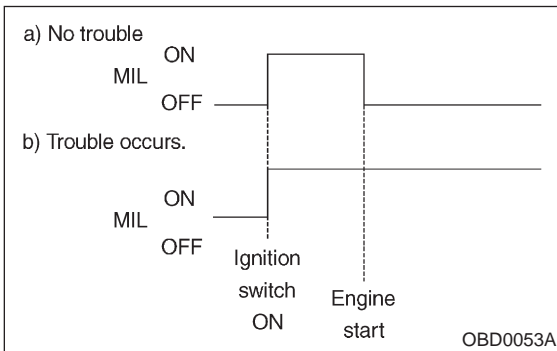 a) No trouble
ON
MIL
OFF
b) Trouble occurs.
ON
MIL
OFF
Ignition
switch
ON
Engine
start
OBD0053A